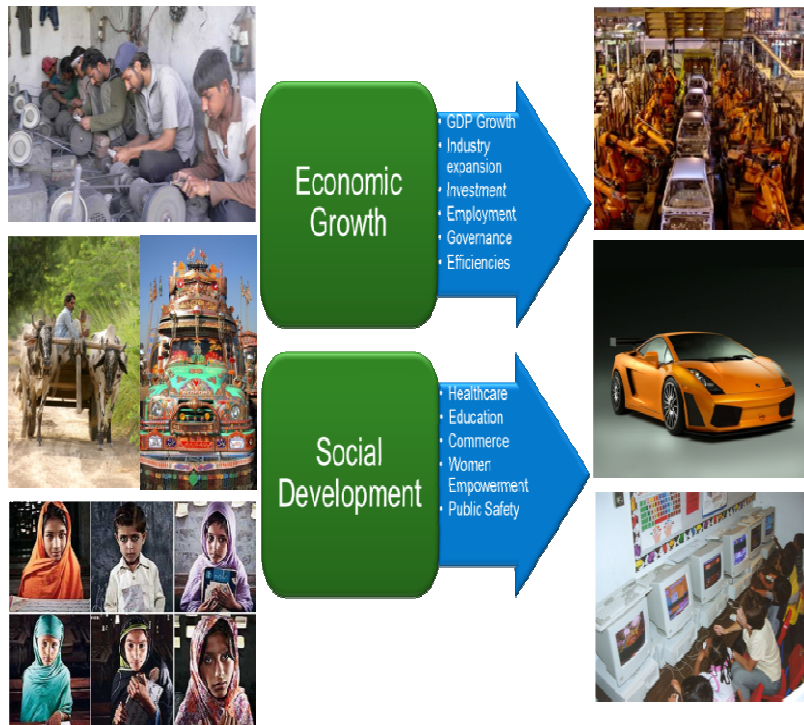 Economic
Growth
• GDP Growth
• Industry
expansion
• Investment
• Employment
• Governance
• Efficiencies
Social
Development
• Healthcare
• Education
• Commerce
• Women
Empowerment
• Public Safety